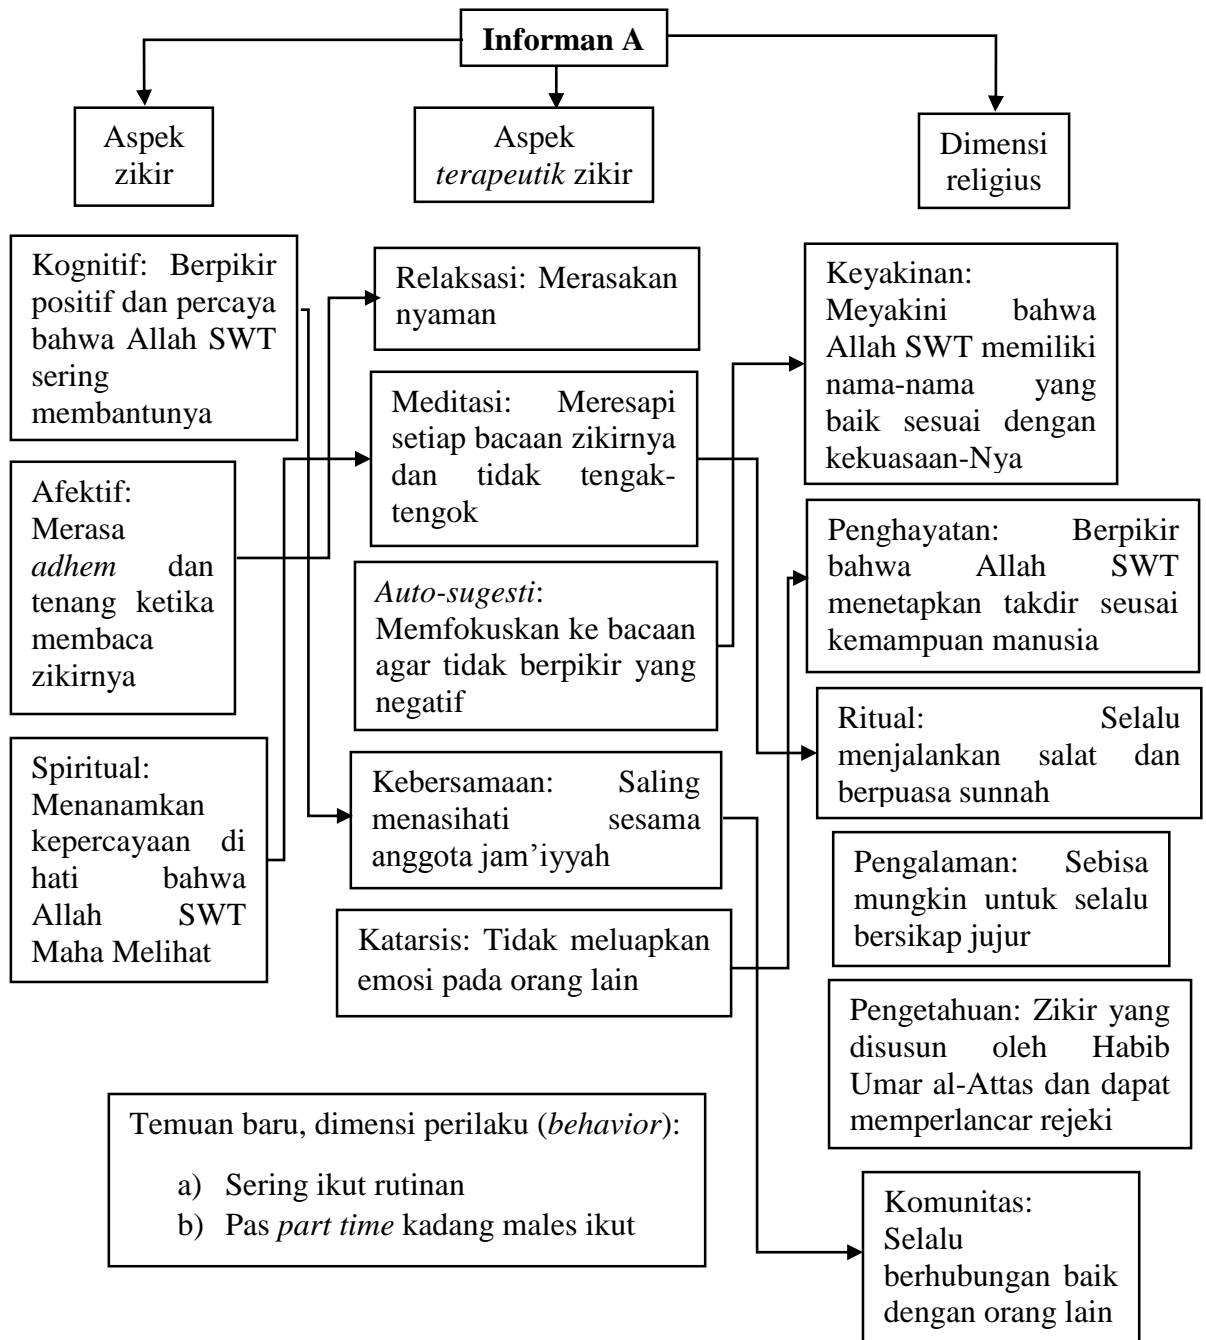 Informan A
Aspek
zikir
Aspek
terapeutik zikir
Dimensi
religius
Kognitif: Berpikir
positif dan percaya
bahwa Allah SWT
sering
membantunya
Afektif:
Merasa
adhem dan
tenang ketika
membaca
zikirnya
Spiritual:
Menanamkan
kepercayaan di
hati bahwa
Allah SWT
Maha Melihat
Relaksasi: Merasakan
nyaman
Meditasi: Meresapi
setiap bacaan zikirnya
dan tidak tengak-
tengok
Auto-sugesti:
Memfokuskan ke bacaan
agar tidak berpikir yang
negatif
Kebersamaan: Saling
menasihati sesama
anggota jam’iyyah
Katarsis: Tidak meluapkan
emosi pada orang lain
Keyakinan:
Meyakini bahwa
Allah SWT memiliki
nama-nama yang
baik sesuai dengan
kekuasaan-Nya
Penghayatan: Berpikir
bahwa Allah SWT
menetapkan takdir seusai
kemampuan manusia
Ritual: Selalu
menjalankan salat dan
berpuasa sunnah
Pengalaman: Sebisa
mungkin untuk selalu
bersikap jujur
Pengetahuan: Zikir yang
disusun oleh Habib
Umar al-Attas dan dapat
memperlancar rejeki
Komunitas:
Selalu
berhubungan baik
dengan orang lain
Temuan baru, dimensi perilaku (behavior):
a) Sering ikut rutinan
b) Pas part time kadang males ikut